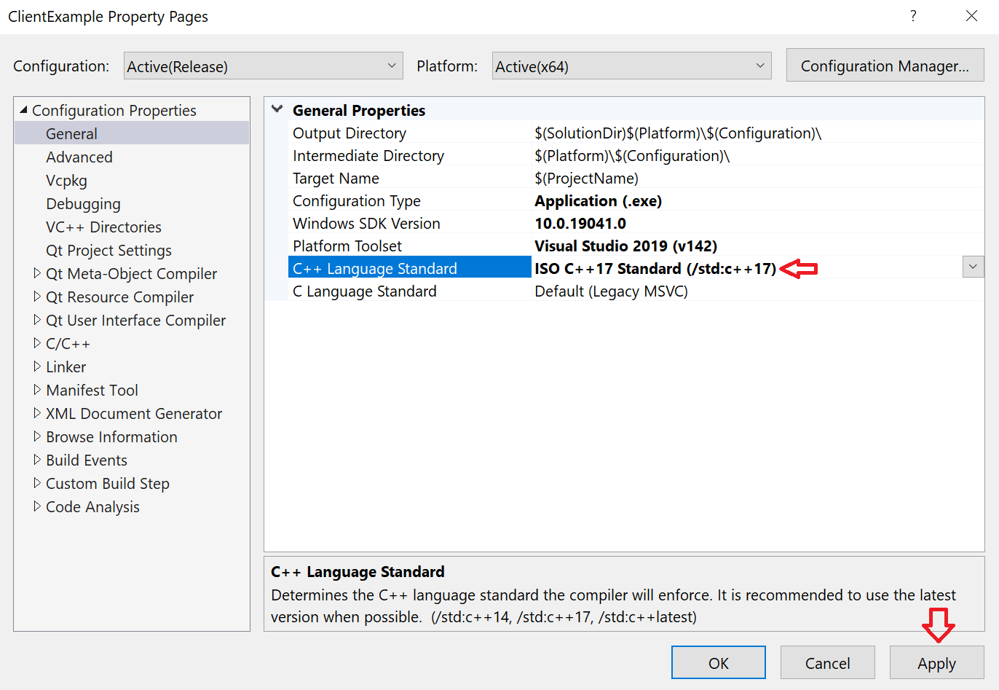 ClientExample Property Pages
?
Configuration: Active(Release) Platform: Active(x64) Configuration Manager...
Configuration Properties
General
Advanced
Vcpkg
Debugging
VC++ Directories
Qt Project Settings
Qt Meta-Object Compiler
Qt Resource Compiler
Qt User Interface Compiler
C/C++
Linker
Manifest Tool
XML Document Generator
Browse Information
Build Events
Custom Build Step
Code Analysis
General Properties
Output Directory $(SolutionDir)$(Platform)\$(Configuration)\
Intermediate Directory $(Platform)\$(Configuration)\
Target Name $(ProjectName)
Configuration Type Application (.exe)
Windows SDK Version 10.0.19041.0
Platform Toolset Visual Studio 2019 (v142)
C++ Language Standard ISO C++17 Standard (/std:c++17)
C Language Standard Default (Legacy MSVC)
C++ Language Standard
Determines the C++ language standard the compiler will enforce. It is recommended to use the latest
version when possible.  (/std:c++14, /std:c++17, /std:c++latest)
OK Cancel Apply